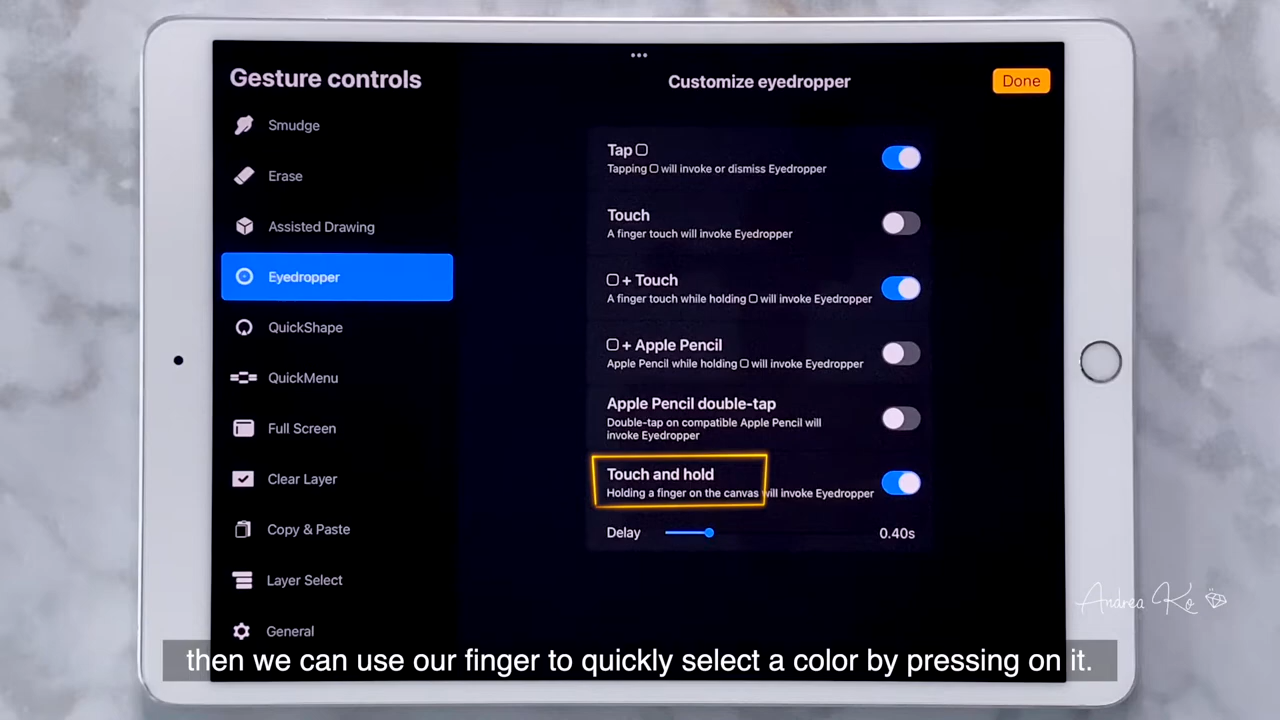 Gesture controls
Smudge
Erase
Assisted Drawing
Eyedropper
QuickShape
QuickMenu
Full Screen
Clear Layer
Copy & Paste
Layer Select
General
Customize eyedropper
Done
Tap
Tapping will invoke or dismiss Eyedropper
Touch
A finger touch will invoke Eyedropper
+ Touch
A finger touch while holding will invoke Eyedropper
+ Apple Pencil
Apple Pencil while holding will invoke Eyedropper
Apple Pencil double-tap
Double-tap on compatible Apple Pencil will
invoke Eyedropper
Touch and hold
Holding a finger on the canvas will invoke Eyedropper
Delay 0.40s
Andrea Ko
then we can use our finger to quickly select a color by pressing on it.